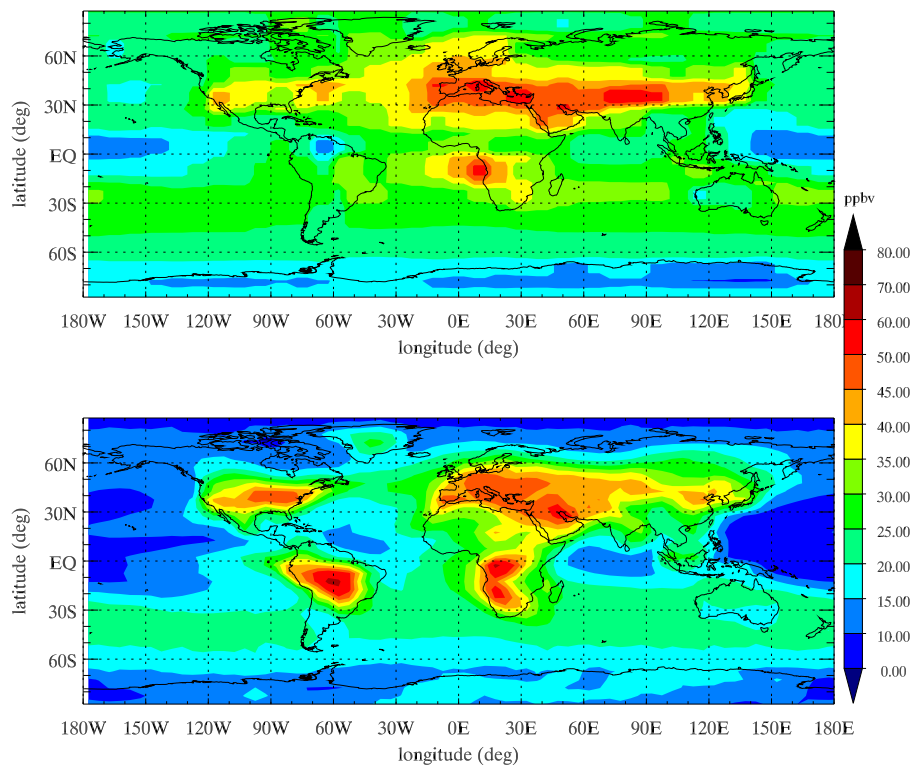 60N
30N
EQ
30S
60S
latitude (deg)
180W 150W 120W 90W 60W 30W 0E 30E 60E 90E 120E 150E 180
longitude (deg)
ppbv
80.00
70.00
60.00
50.00
45.00
40.00
35.00
30.00
25.00
20.00
15.00
10.00
0.00
60N
30N
EQ
30S
60S
latitude (deg)
180W 150W 120W 90W 60W 30W 0E 30E 60E 90E 120E 150E 180E
longitude (deg)